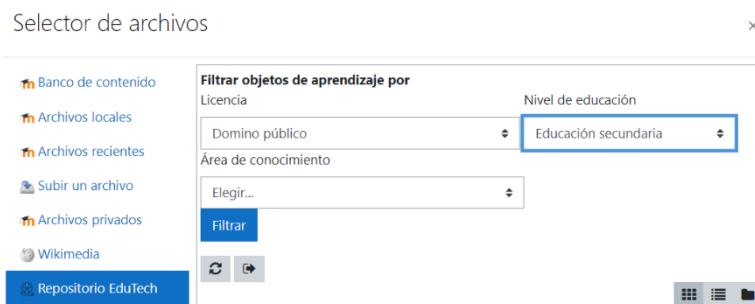 Selector de archivos
Banco de contenido
Archivos locales
Archivos recientes
Subir un archivo
Archivos privados
Wikimedia
Repositorio EduTech
Filtrar objetos de aprendizaje por
Licencia
Nivel de educación
Domino público
Educación secundaria
Área de conocimiento
Elegir...
Filtrar